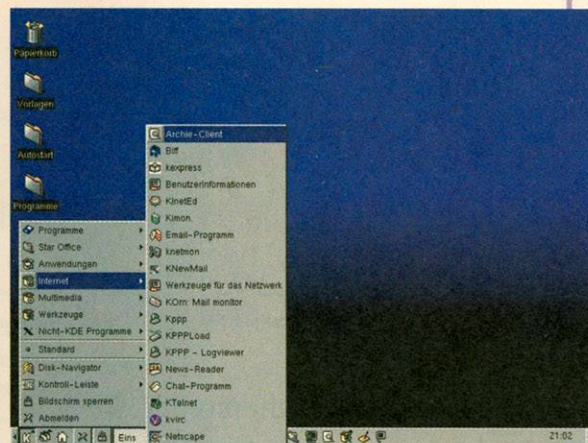 Papierkorb
Vorlagen
Autostart
Programme
Programme
Star Office
Anwendungen
Internet
Multimedia
Werkzeuge
Nicht-KDE Programme
Standard
Disk-Navigator
Kontroll-Leiste
Bildschirm sperren
Abmelden
Archie-Client
Biff
kexpress
Benutzerinformationen
KInetEd
Kimon.
Email-Programm
knetmon
KNewMail
Werkzeuge für das Netzwerk
KOrn: Mail monitor
Kppp
KPPPLoad
KPPP - Logviewer
News-Reader
Chat-Programm
KTelnet
kvirc
Netscape
Eins
21:02